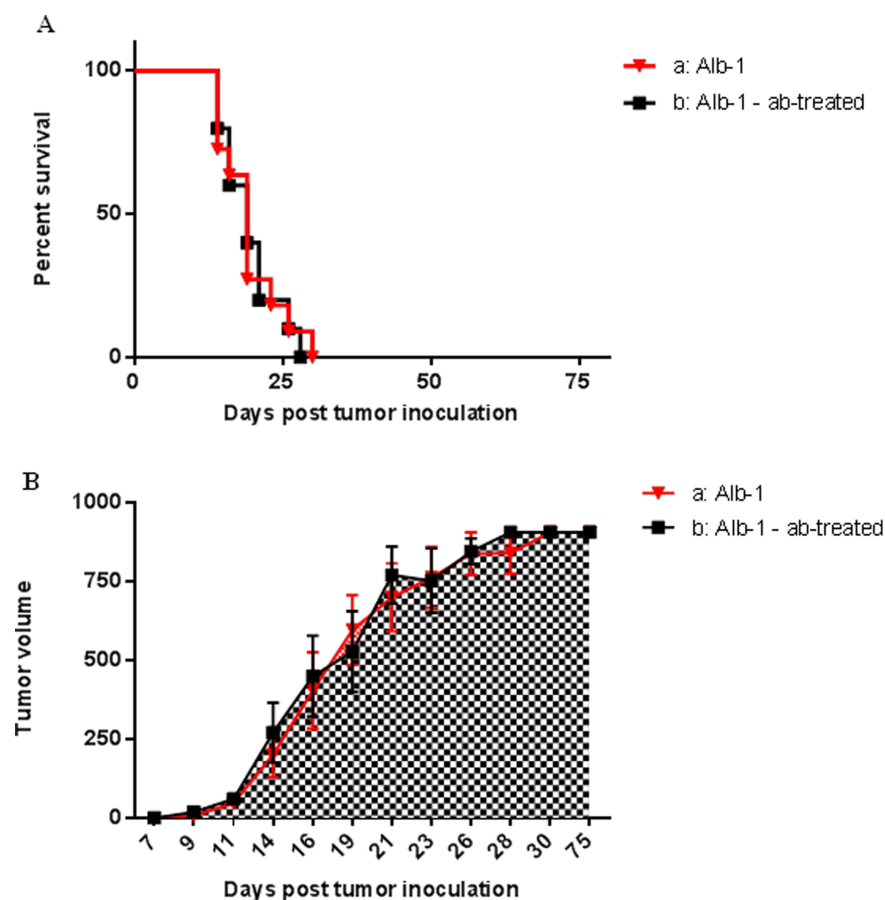 A
a: Alb-1
b: Alb-1 - ab-treated
100
50
0
Percent survival
0 25 50 75
Days post tumor inoculation
B
a: Alb-1
b: Alb-1 - ab-treated
1000
750
500
250
0
Tumor volume
7 9 11 14 16 19 21 23 26 28 30 75
Days post tumor inoculation